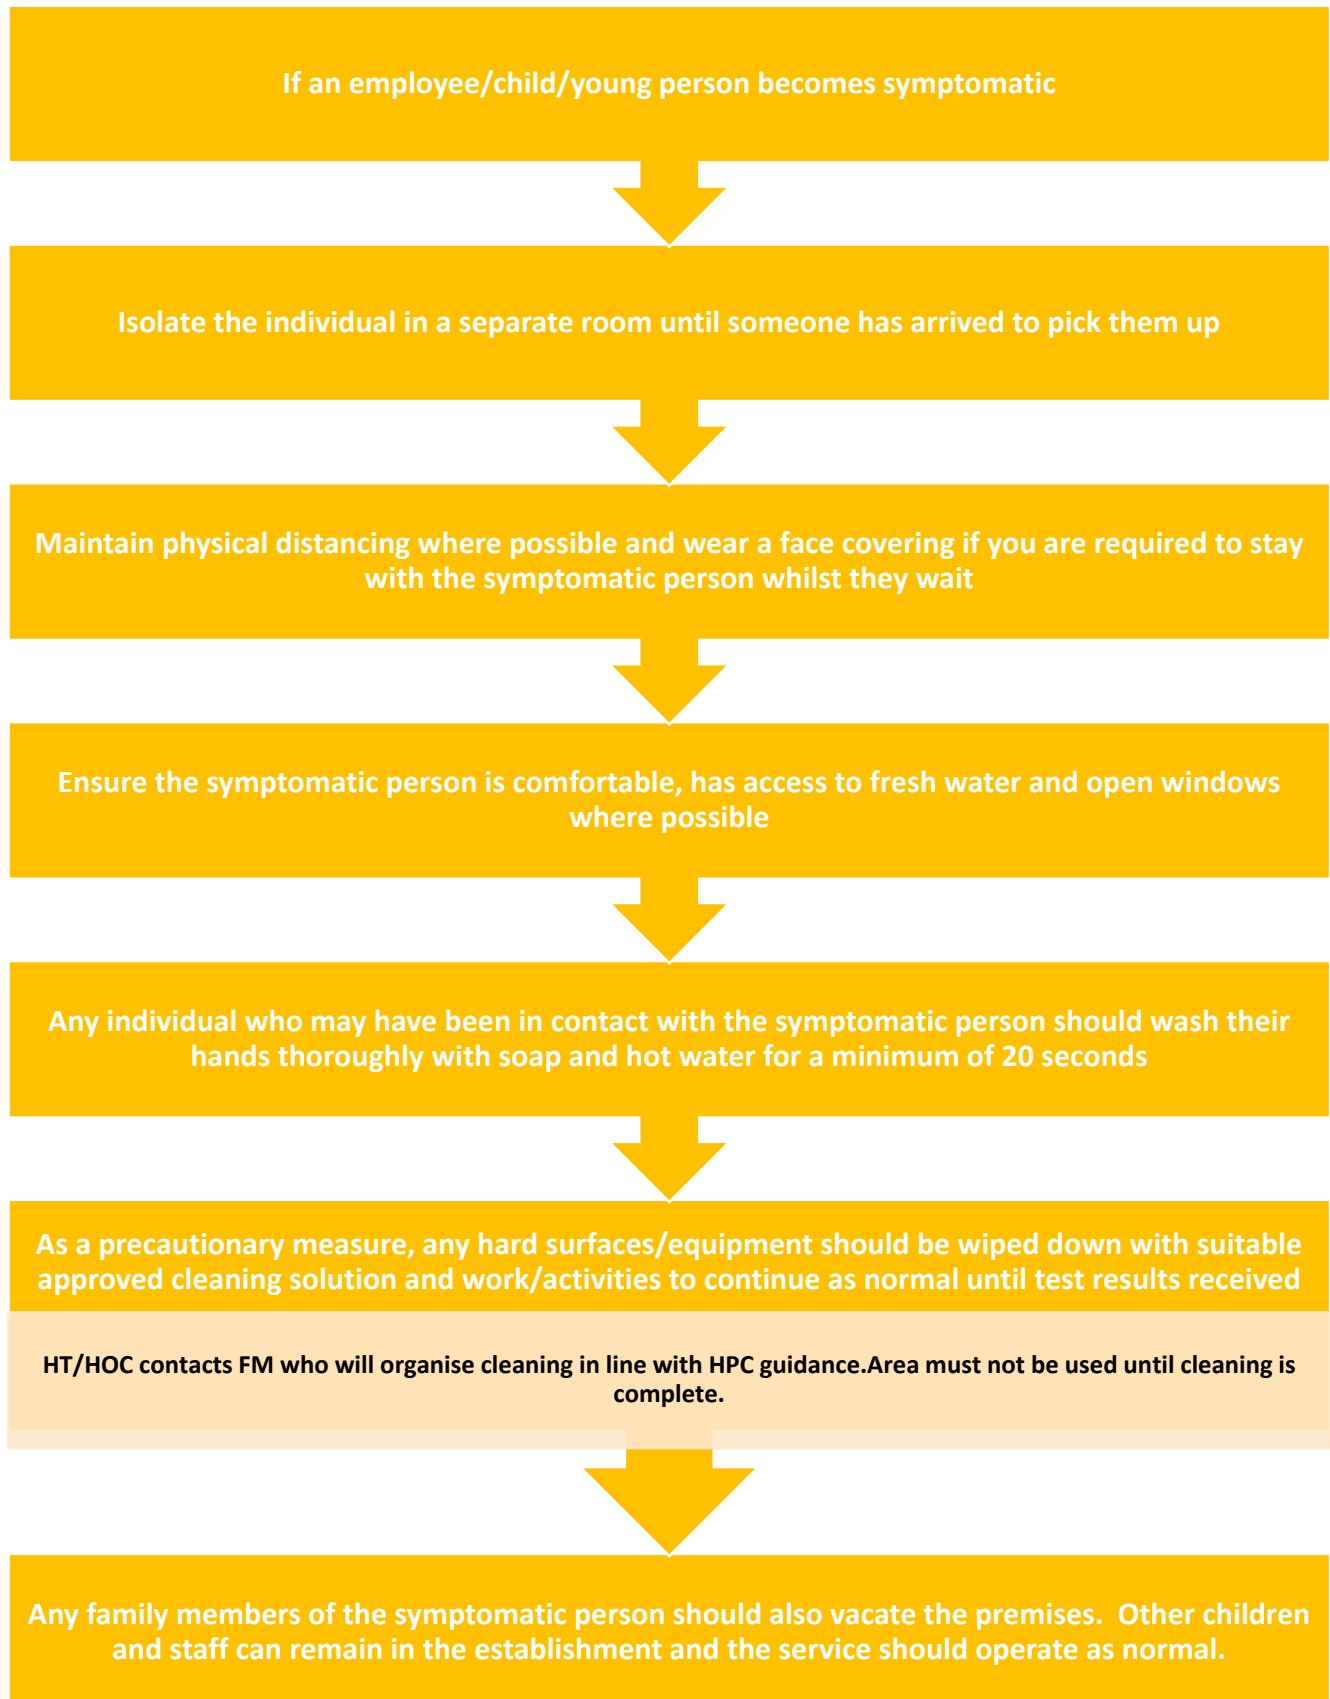 If an employee/child/young person becomes symptomatic
Isolate the individual in a separate room until someone has arrived to pick them up
Maintain physical distancing where possible and wear a face covering if you are required to stay
with the symptomatic person whilst they wait
Ensure the symptomatic person is comfortable, has access to fresh water and open windows
where possible
Any individual who may have been in contact with the symptomatic person should wash their
hands thoroughly with soap and hot water for a minimum of 20 seconds
As a precautionary measure, any hard surfaces/equipment should be wiped down with suitable
approved cleaning solution and work/activities to continue as normal until test results received
HT/HOC contacts FM who will organise cleaning in line with HPC guidance.Area must not be used until cleaning is
complete.
Any family members of the symptomatic person should also vacate the premises.  Other children
and staff can remain in the establishment and the service should operate as normal.